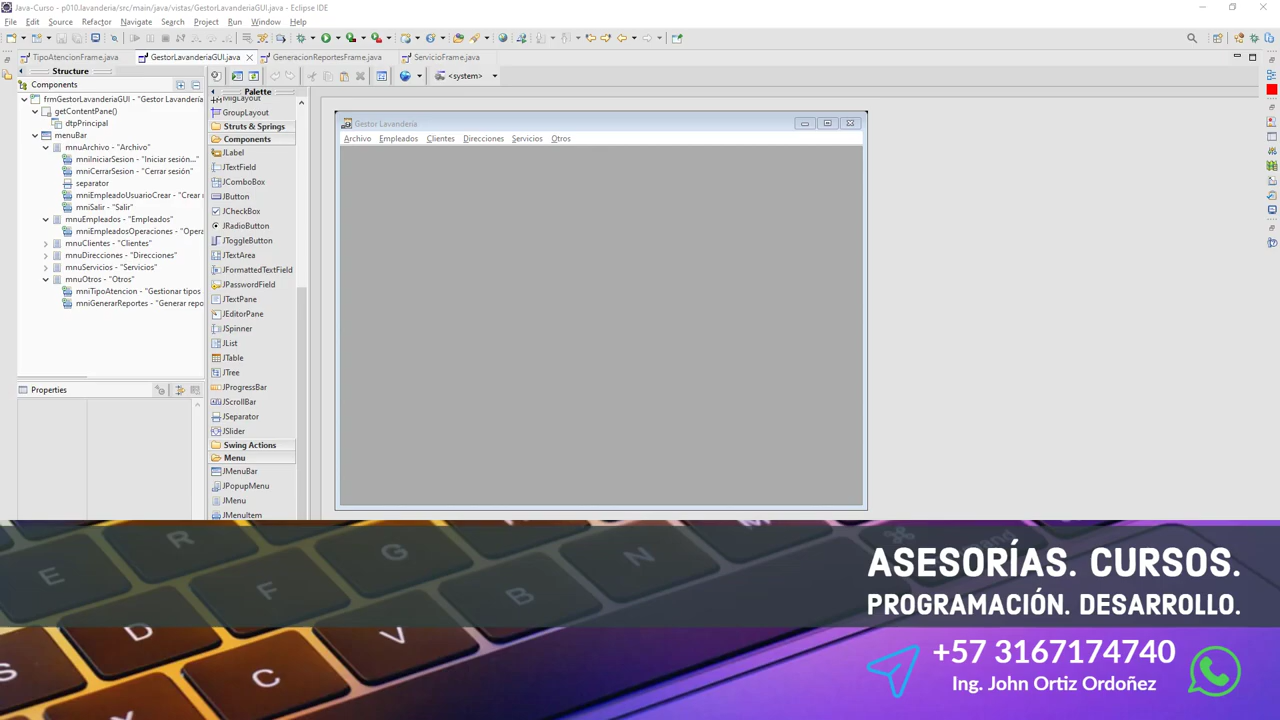 Java-Curso - p010.lavanderia/src/main/java/vistas/GestorLavanderiaGUI.java - Eclipse IDE
File Edit Source Refactor Navigate Search Project Run Window Help
TipoAtencionFrame.java GestorLavanderiaGUI.java GeneracionReportesFrame.java ServicioFrame.java
Structure
Components
frmGestorLavanderiaGUI - "Gestor Lavandería
getContentPane()
dtpPrincipal
menuBar
mnuArchivo - "Archivo"
mniIniciarSesion - "Iniciar sesión..."
mniCerrarSesion - "Cerrar sesión"
separator
mniEmpleadoUsuarioCrear - "Crear
mniSalir - "Salir"
mnuEmpleados - "Empleados"
mniEmpleadosOperaciones - "Opera
mnuClientes - "Clientes"
mnuDirecciones - "Direcciones"
mnuServicios - "Servicios"
mnuOtros - "Otros"
mniTipoAtencion - "Gestionar tipos
mniGenerarReportes - "Generar repo
Properties
<system>
Palette
MigLayout
GroupLayout
Struts & Springs
Components
JLabel
JTextField
JComboBox
JButton
JCheckBox
JRadioButton
JToggleButton
JTextArea
JFormattedTextField
JPasswordField
JTextPane
JEditorPane
JSpinner
JList
JTable
JTree
JProgressBar
JScrollBar
JSeparator
JSlider
Swing Actions
Menu
JMenuBar
JPopupMenu
JMenu
JMenuItem
Gestor Lavandería
Archivo Empleados Clientes Direcciones Servicios Otros
ASESORÍAS. CURSOS.
PROGRAMACIÓN. DESARROLLO.
+57 3167174740
Ing. John Ortiz Ordoñez